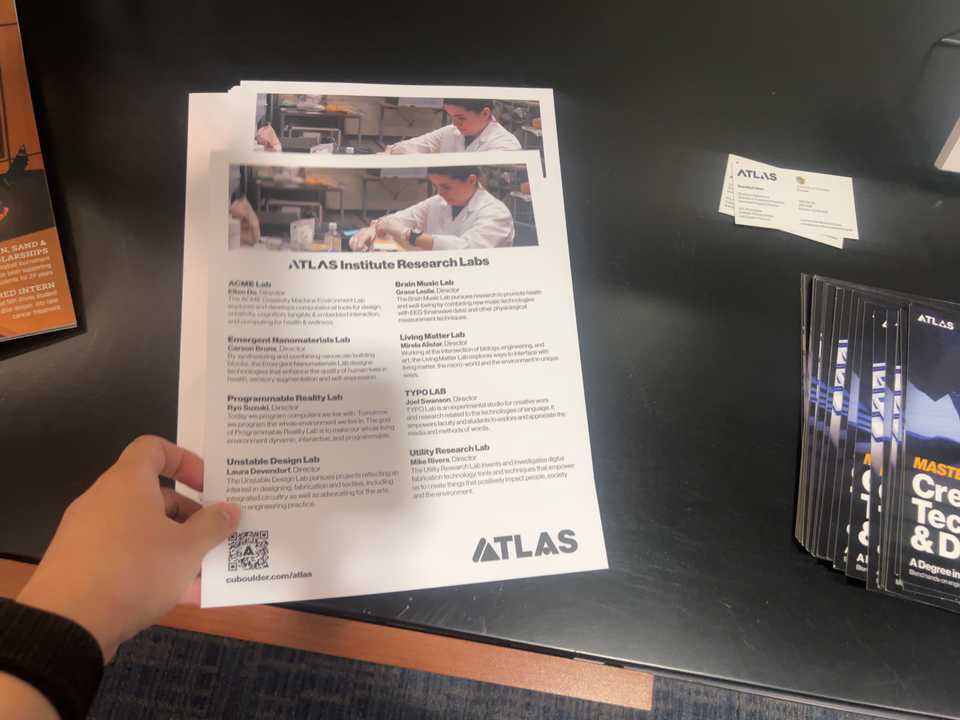 ATLAS Institute Research Labs
ACME Lab
Ellen Do, Director
The ACME Creativity Machine Environment Lab
explores and develops computational tools for design,
creativity, cognition, tangible & embedded interaction,
and computing for health & wellness.
Emergent Nanomaterials Lab
Carson Bruns, Director
By synthesizing and combining nanoscale building
blocks, the Emergent Nanomaterials Lab designs
technologies that enhance the quality of human lives in
health, sensory augmentation and self-expression.
Programmable Reality Lab
Ryo Suzuki, Director
Today we program computers we live with. Tomorrow
we program the whole environment we live in. The goal
of Programmable Reality Lab is to make our whole living
environment dynamic, interactive, and programmable.
Unstable Design Lab
Laura Devendorf, Director
The Unstable Design Lab pursues projects reflecting an
interest in designing, fabrication and textiles, including
integrated circuitry as well as advocating for the arts
in engineering practice.
Brain Music Lab
Grace Leslie, Director
The Brain Music Lab pursues research to promote health
and well-being by combining new music technologies
with EEG (brainwave data) and other physiological
measurement techniques.
Living Matter Lab
Mirela Alistar, Director
Working at the intersection of biology, engineering, and
art, the Living Matter Lab explores ways to interface with
living matter, the micro-world and the environment in unique
ways.
TYPO LAB
Joel Swanson, Director
TYPO Lab is an experimental studio for creative work
and research related to the technologies of language. It
empowers faculty and students to explore and appreciate the
media and methods of words.
Utility Research Lab
Mike Rivera, Director
The Utility Research Lab invents and investigates digital
fabrication technology, tools and techniques that empower
us to create things that positively impact people, society
and the environment.
cuboulder.com/atlas
ATLAS
ATLAS
ATLAS
MASTE
Cre
Tec
& D
A Degree in
N, SAND &
OLARSHIPS
RED INTERN
cancer treatment